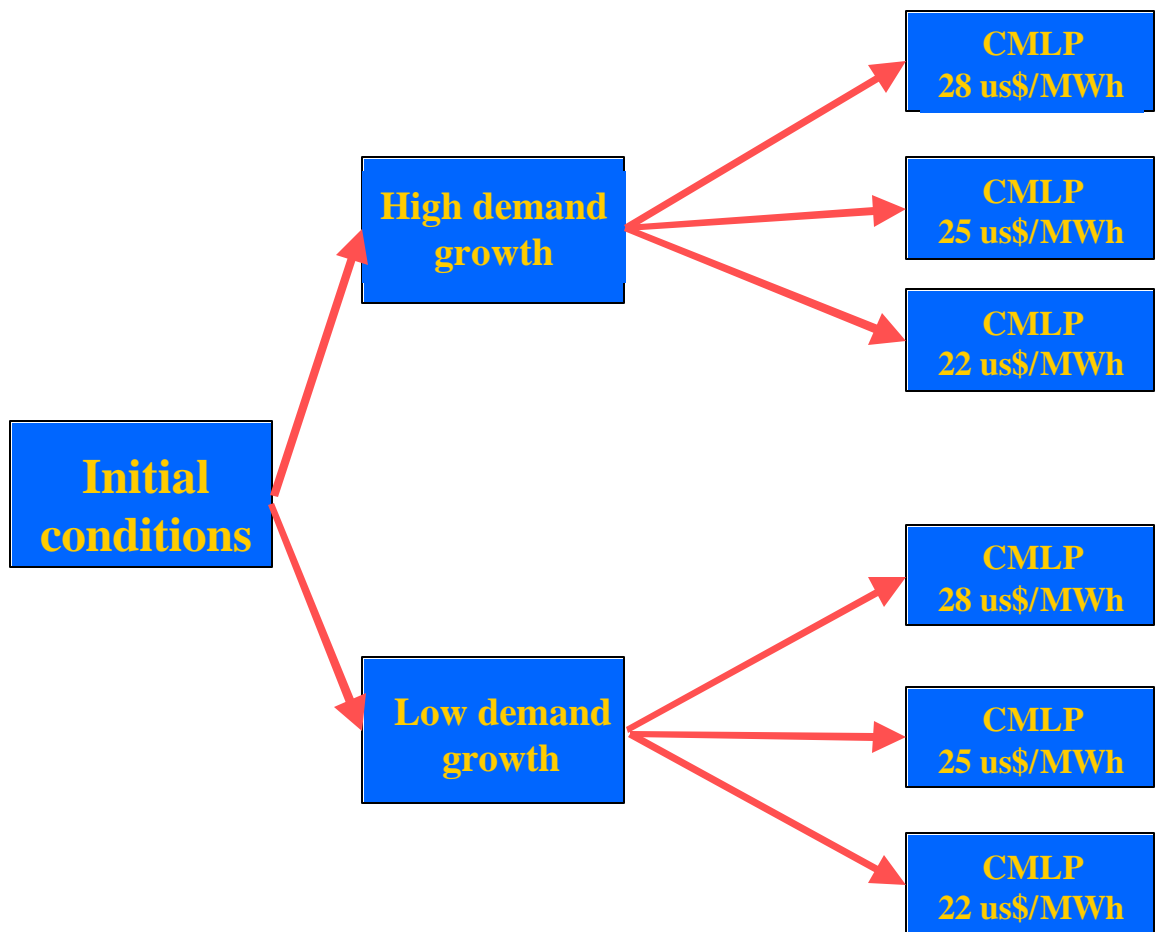 Initial
conditions
High demand
growth
CMLP
28 us$/MWh
CMLP
25 us$/MWh
CMLP
22 us$/MWh
Low demand
growth
CMLP
28 us$/MWh
CMLP
25 us$/MWh
CMLP
22 us$/MWh